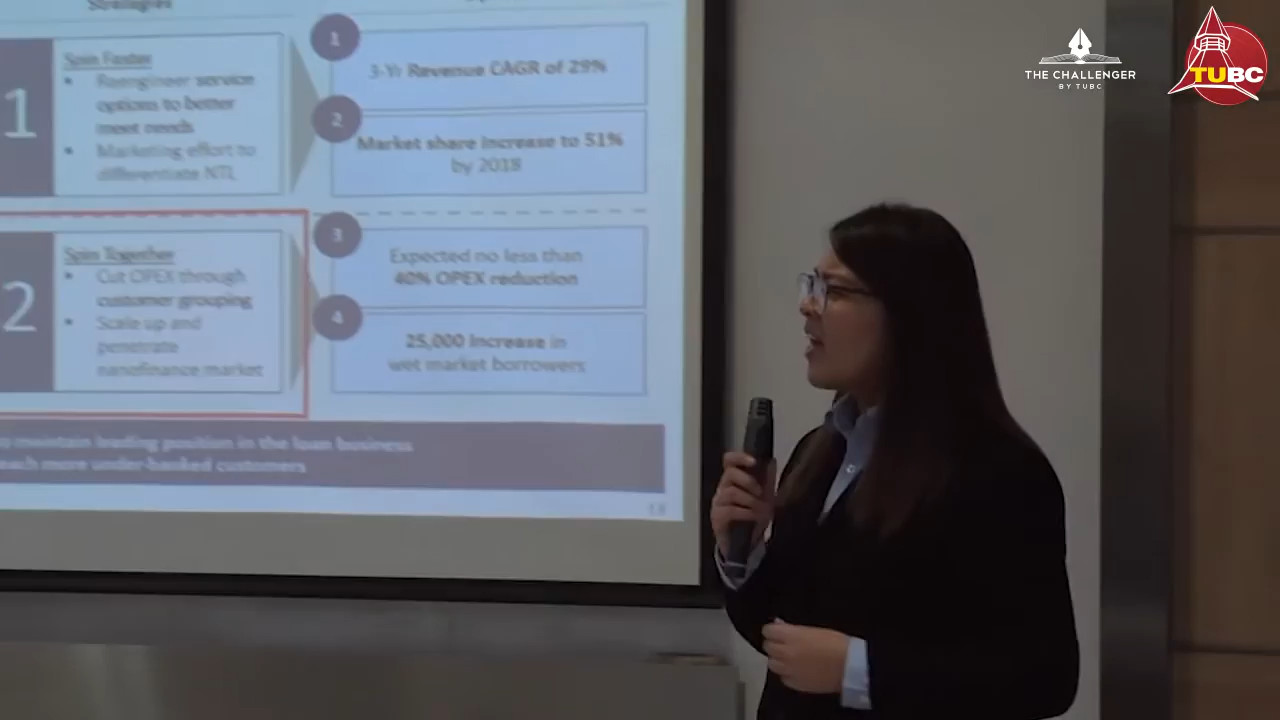 Strategies
1
Spin Faster
• Reengineer service
options to better
meet needs
• Marketing effort to
differentiate NTL
1
3-Yr Revenue CAGR of 29%
2
Market share increase to 51%
by 2018
2
Spin Together
• Cut OPEX through
customer grouping
• Scale up and
penetrate
nanofinance market
3
Expected no less than
40% OPEX reduction
4
25,000 increase in
wet market borrowers
maintain leading position in the loan business
reach more under-banked customers
THE CHALLENGER
BY TUBC
TUBC